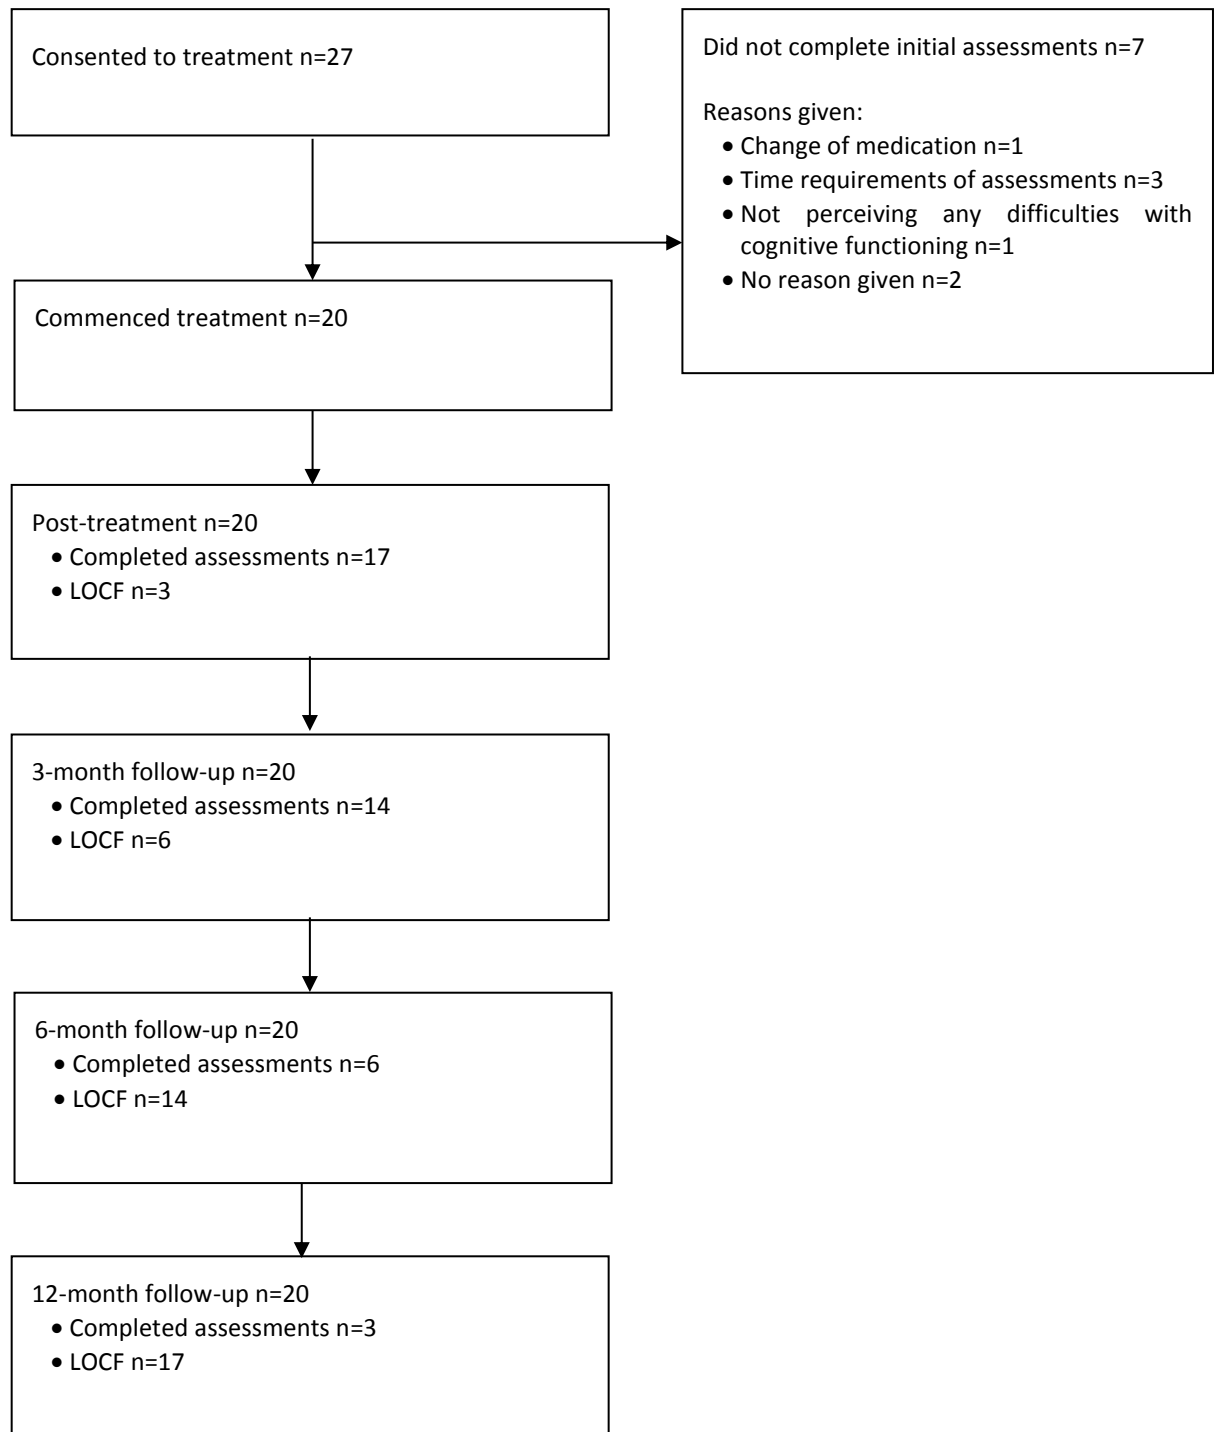 Consented to treatment n=27
Did not complete initial assessments n=7
Reasons given:
• Change of medication n=1
• Time requirements of assessments n=3
• Not perceiving any difficulties with
cognitive functioning n=1
• No reason given n=2
Commenced treatment n=20
Post-treatment n=20
• Completed assessments n=17
• LOCF n=3
3-month follow-up n=20
• Completed assessments n=14
• LOCF n=6
6-month follow-up n=20
• Completed assessments n=6
• LOCF n=14
12-month follow-up n=20
• Completed assessments n=3
• LOCF n=17